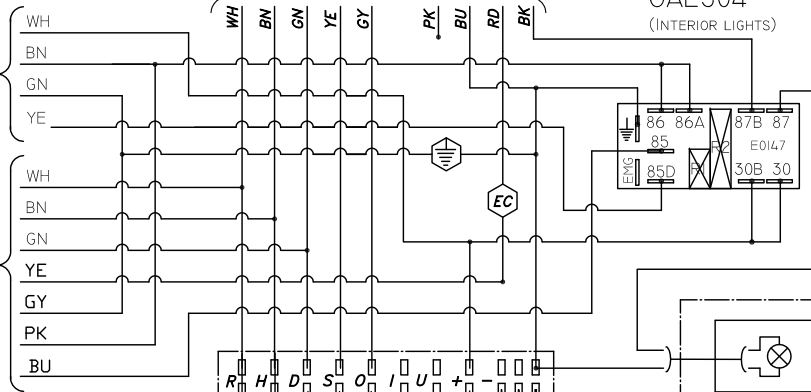 WH
BN
GN
YE
WH
BN
GN
YE
GY
PK
BU
WH BN GN YE GY PK BU RD BK
(INTERIOR LIGHTS)
86 86A 87B 87
85
EMG 85D R1 R2 E0147
30B 30
EC
R H D S O I U + -